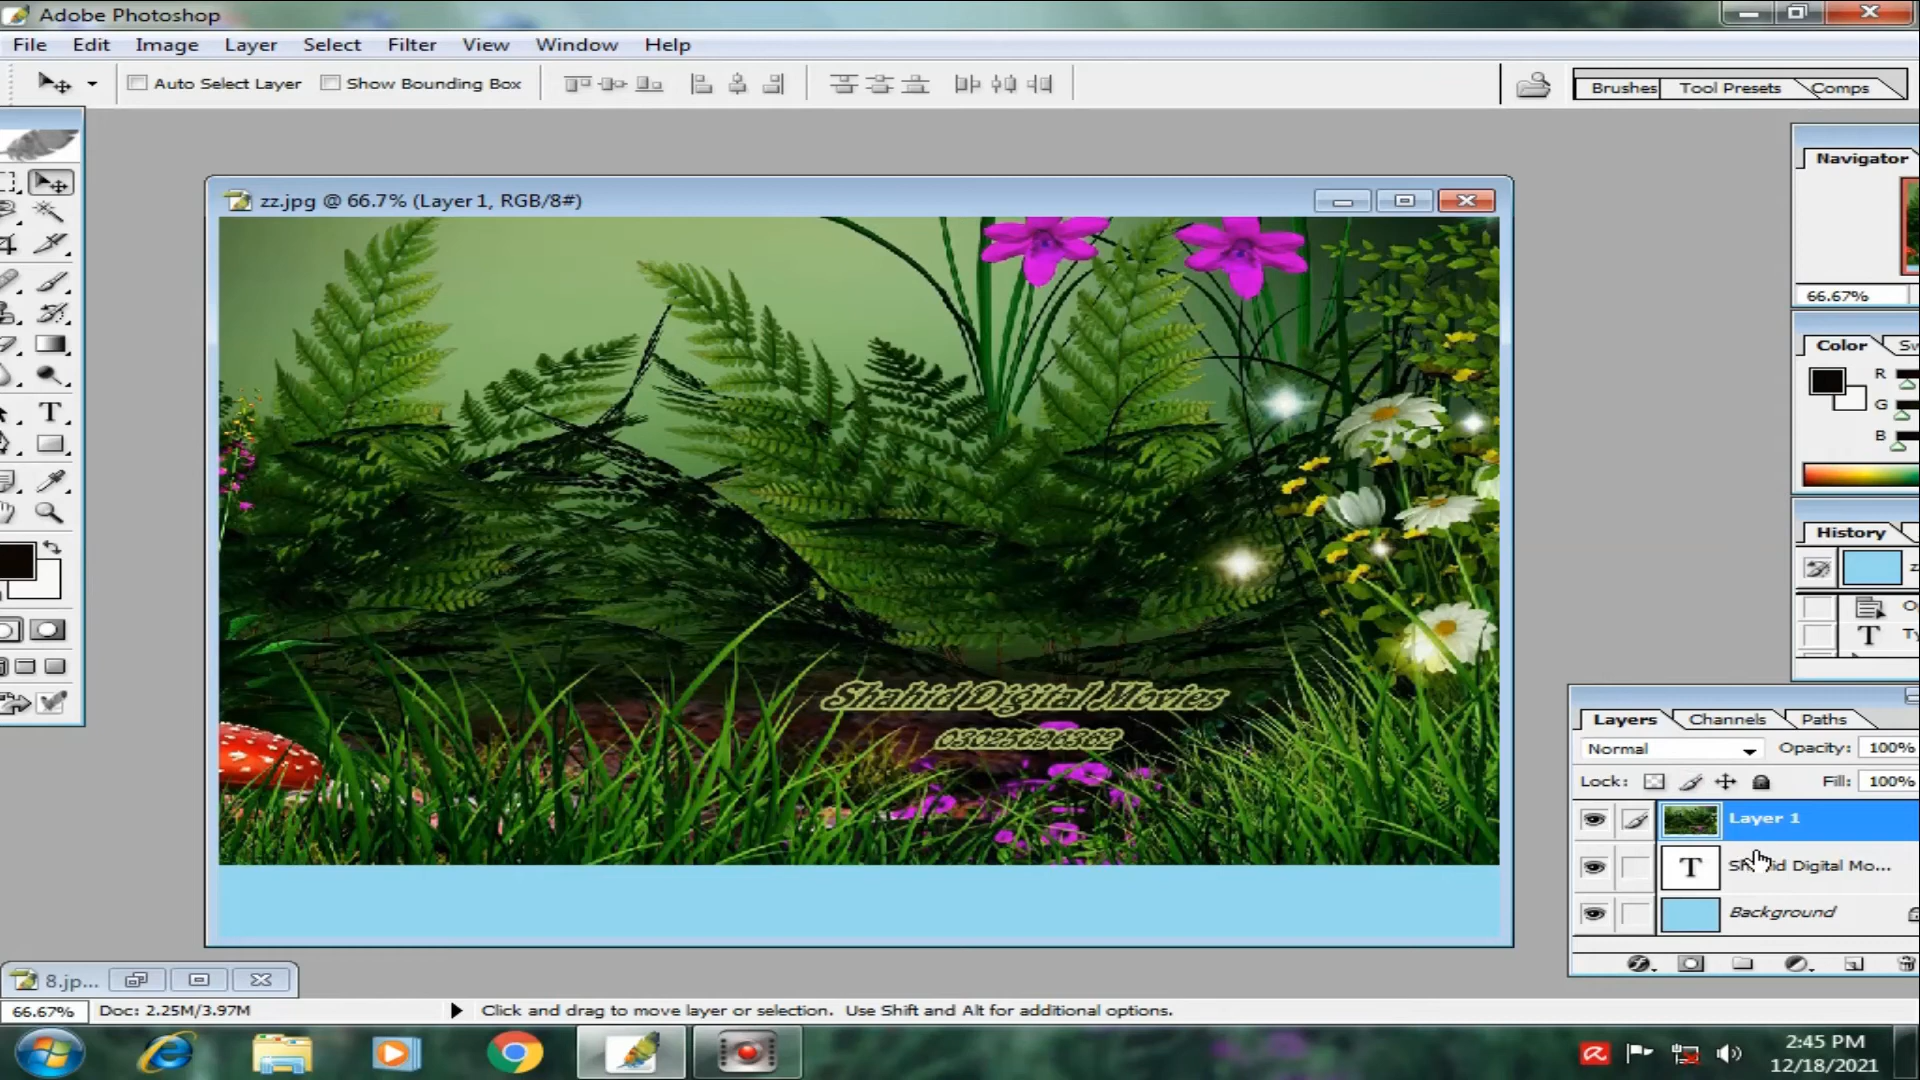 Adobe Photoshop
File Edit Image Layer Select Filter View Window Help
Auto Select Layer Show Bounding Box
Brushes Tool Presets Comps
Navigator
zz.jpg @ 66.7% (Layer 1, RGB/8#)
66.67%
Color
R
G
B
T
History
Shahid Digital Movies
03025690362
Layers Channels Paths
Normal Opacity: 100%
Lock: Fill: 100%
Layer 1
T Digital Mo...
Background
8.jp...
66.67% Doc: 2.25M/3.97M Click and drag to move layer or selection. Use Shift and Alt for additional options.
2:45 PM
12/18/2021